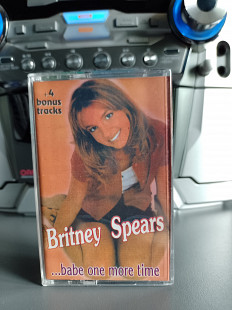 + 4
bonus
tracks
Britney Spears
...babe one more time